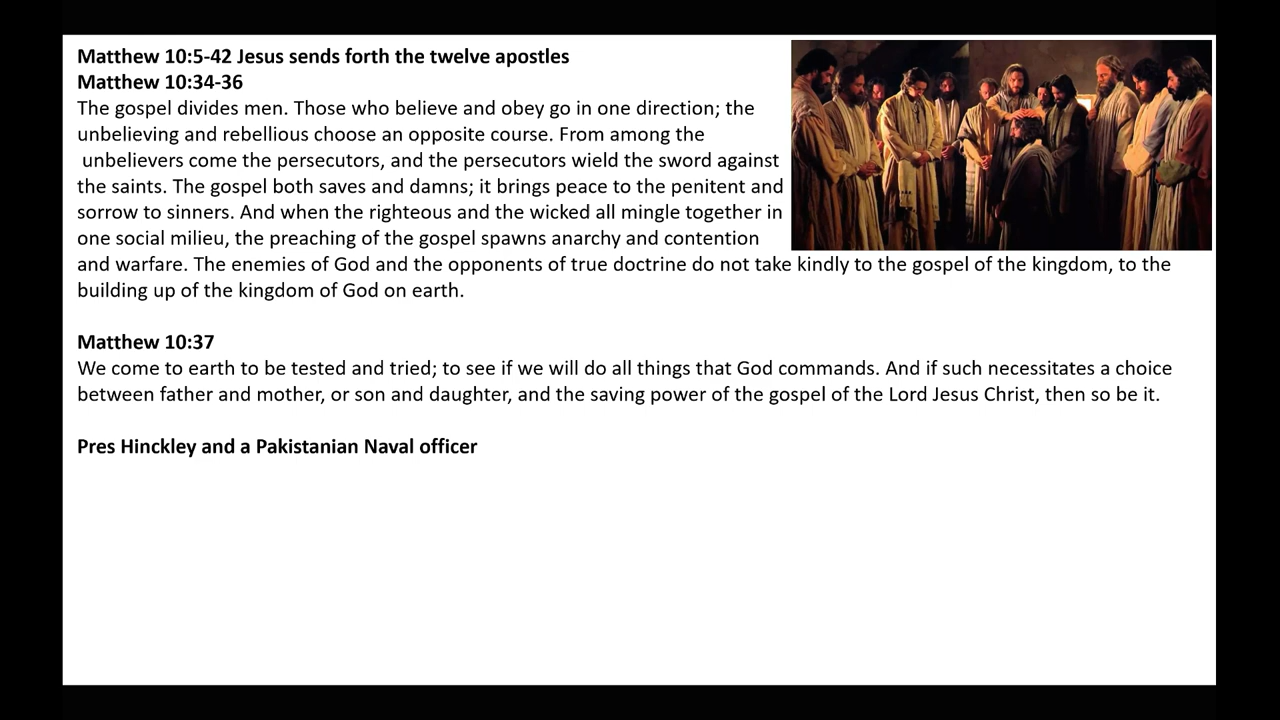 Matthew 10:5-42 Jesus sends forth the twelve apostles
Matthew 10:34-36
The gospel divides men. Those who believe and obey go in one direction; the
unbelieving and rebellious choose an opposite course. From among the
unbelievers come the persecutors, and the persecutors wield the sword against
the saints. The gospel both saves and damns; it brings peace to the penitent and
sorrow to sinners. And when the righteous and the wicked all mingle together in
one social milieu, the preaching of the gospel spawns anarchy and contention
and warfare. The enemies of God and the opponents of true doctrine do not take kindly to the gospel of the kingdom, to the
building up of the kingdom of God on earth.
Matthew 10:37
We come to earth to be tested and tried; to see if we will do all things that God commands. And if such necessitates a choice
between father and mother, or son and daughter, and the saving power of the gospel of the Lord Jesus Christ, then so be it.
Pres Hinckley and a Pakistanian Naval officer